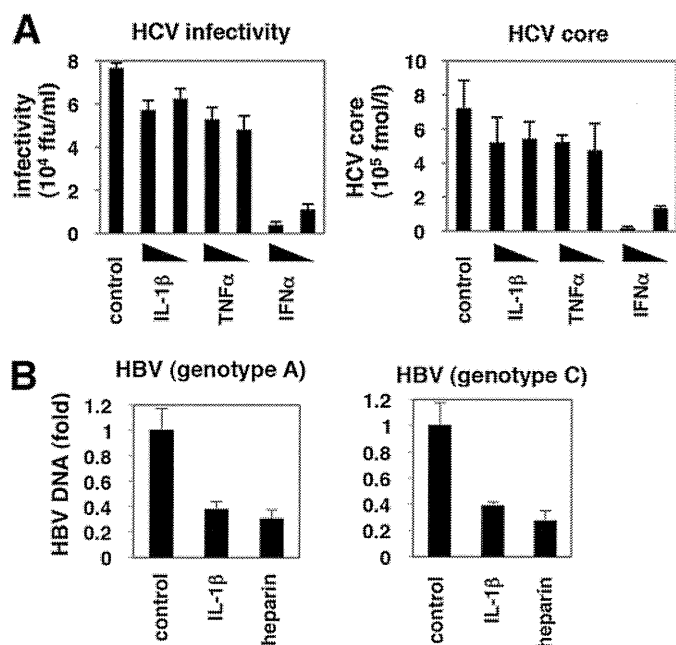 A
HCV infectivity
infectivity
(10⁴ ffu/ml)
8
6
4
2
0
control
IL-1β
TNFα
IFNα
HCV core
HCV core
(10⁵ fmol/l)
10
8
6
4
2
0
control
IL-1β
TNFα
IFNα
B
HBV (genotype A)
HBV DNA (fold)
1.2
1
0.8
0.6
0.4
0.2
0
control
IL-1β
heparin
HBV (genotype C)
1.2
1
0.8
0.6
0.4
0.2
0
control
IL-1β
heparin